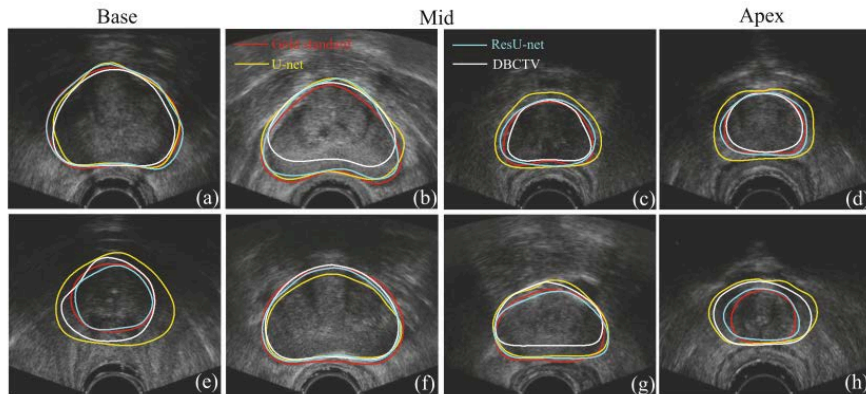 Base
Mid
Apex
Gold standard
U-net
ResU-net
DBCTV
(a)
(b)
(c)
(d)
(e)
(f)
(g)
(h)